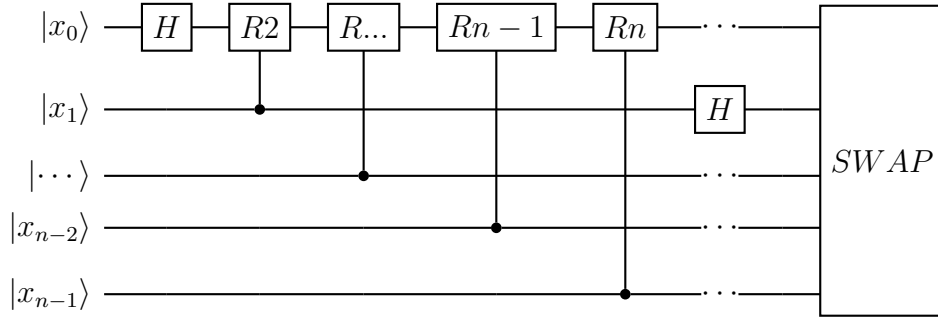 |x₀⟩ H R2 R... Rn − 1 Rn ···
|x₁⟩ H
|···⟩ ··· SWAP
|xₙ₋₂⟩ ···
|xₙ₋₁⟩ ···